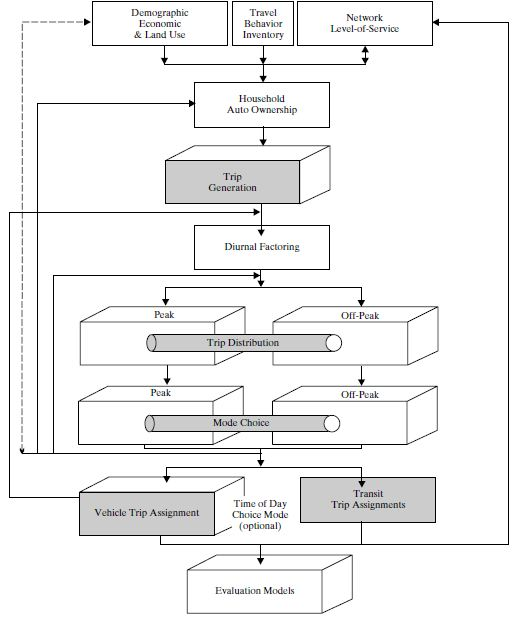 Demographic
Economic
& Land Use
Travel
Behavior
Inventory
Network
Level-of-Service
Household
Auto Ownership
Trip
Generation
Diurnal Factoring
Peak
Off-Peak
Trip Distribution
Peak
Off-Peak
Mode Choice
Vehicle Trip Assignment
Time of Day
Choice Mode
(optional)
Transit
Trip Assignments
Evaluation Models